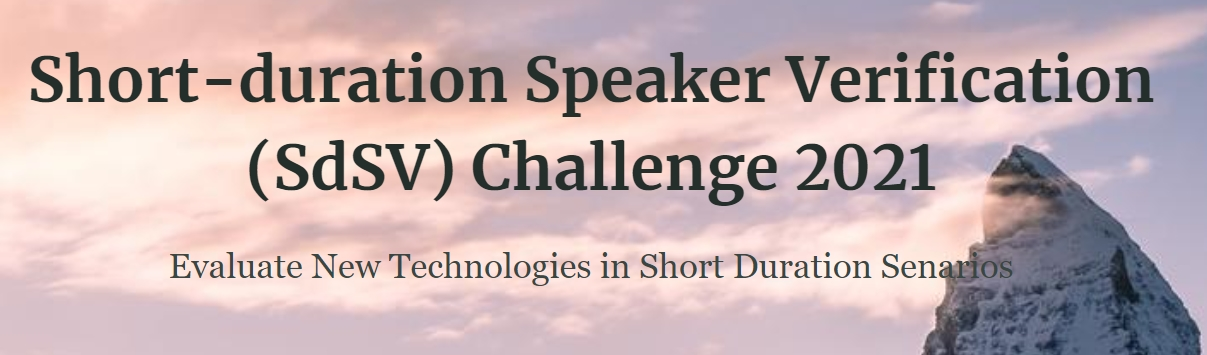 Short-duration Speaker Verification
(SdSV) Challenge 2021
Evaluate New Technologies in Short Duration Senarios